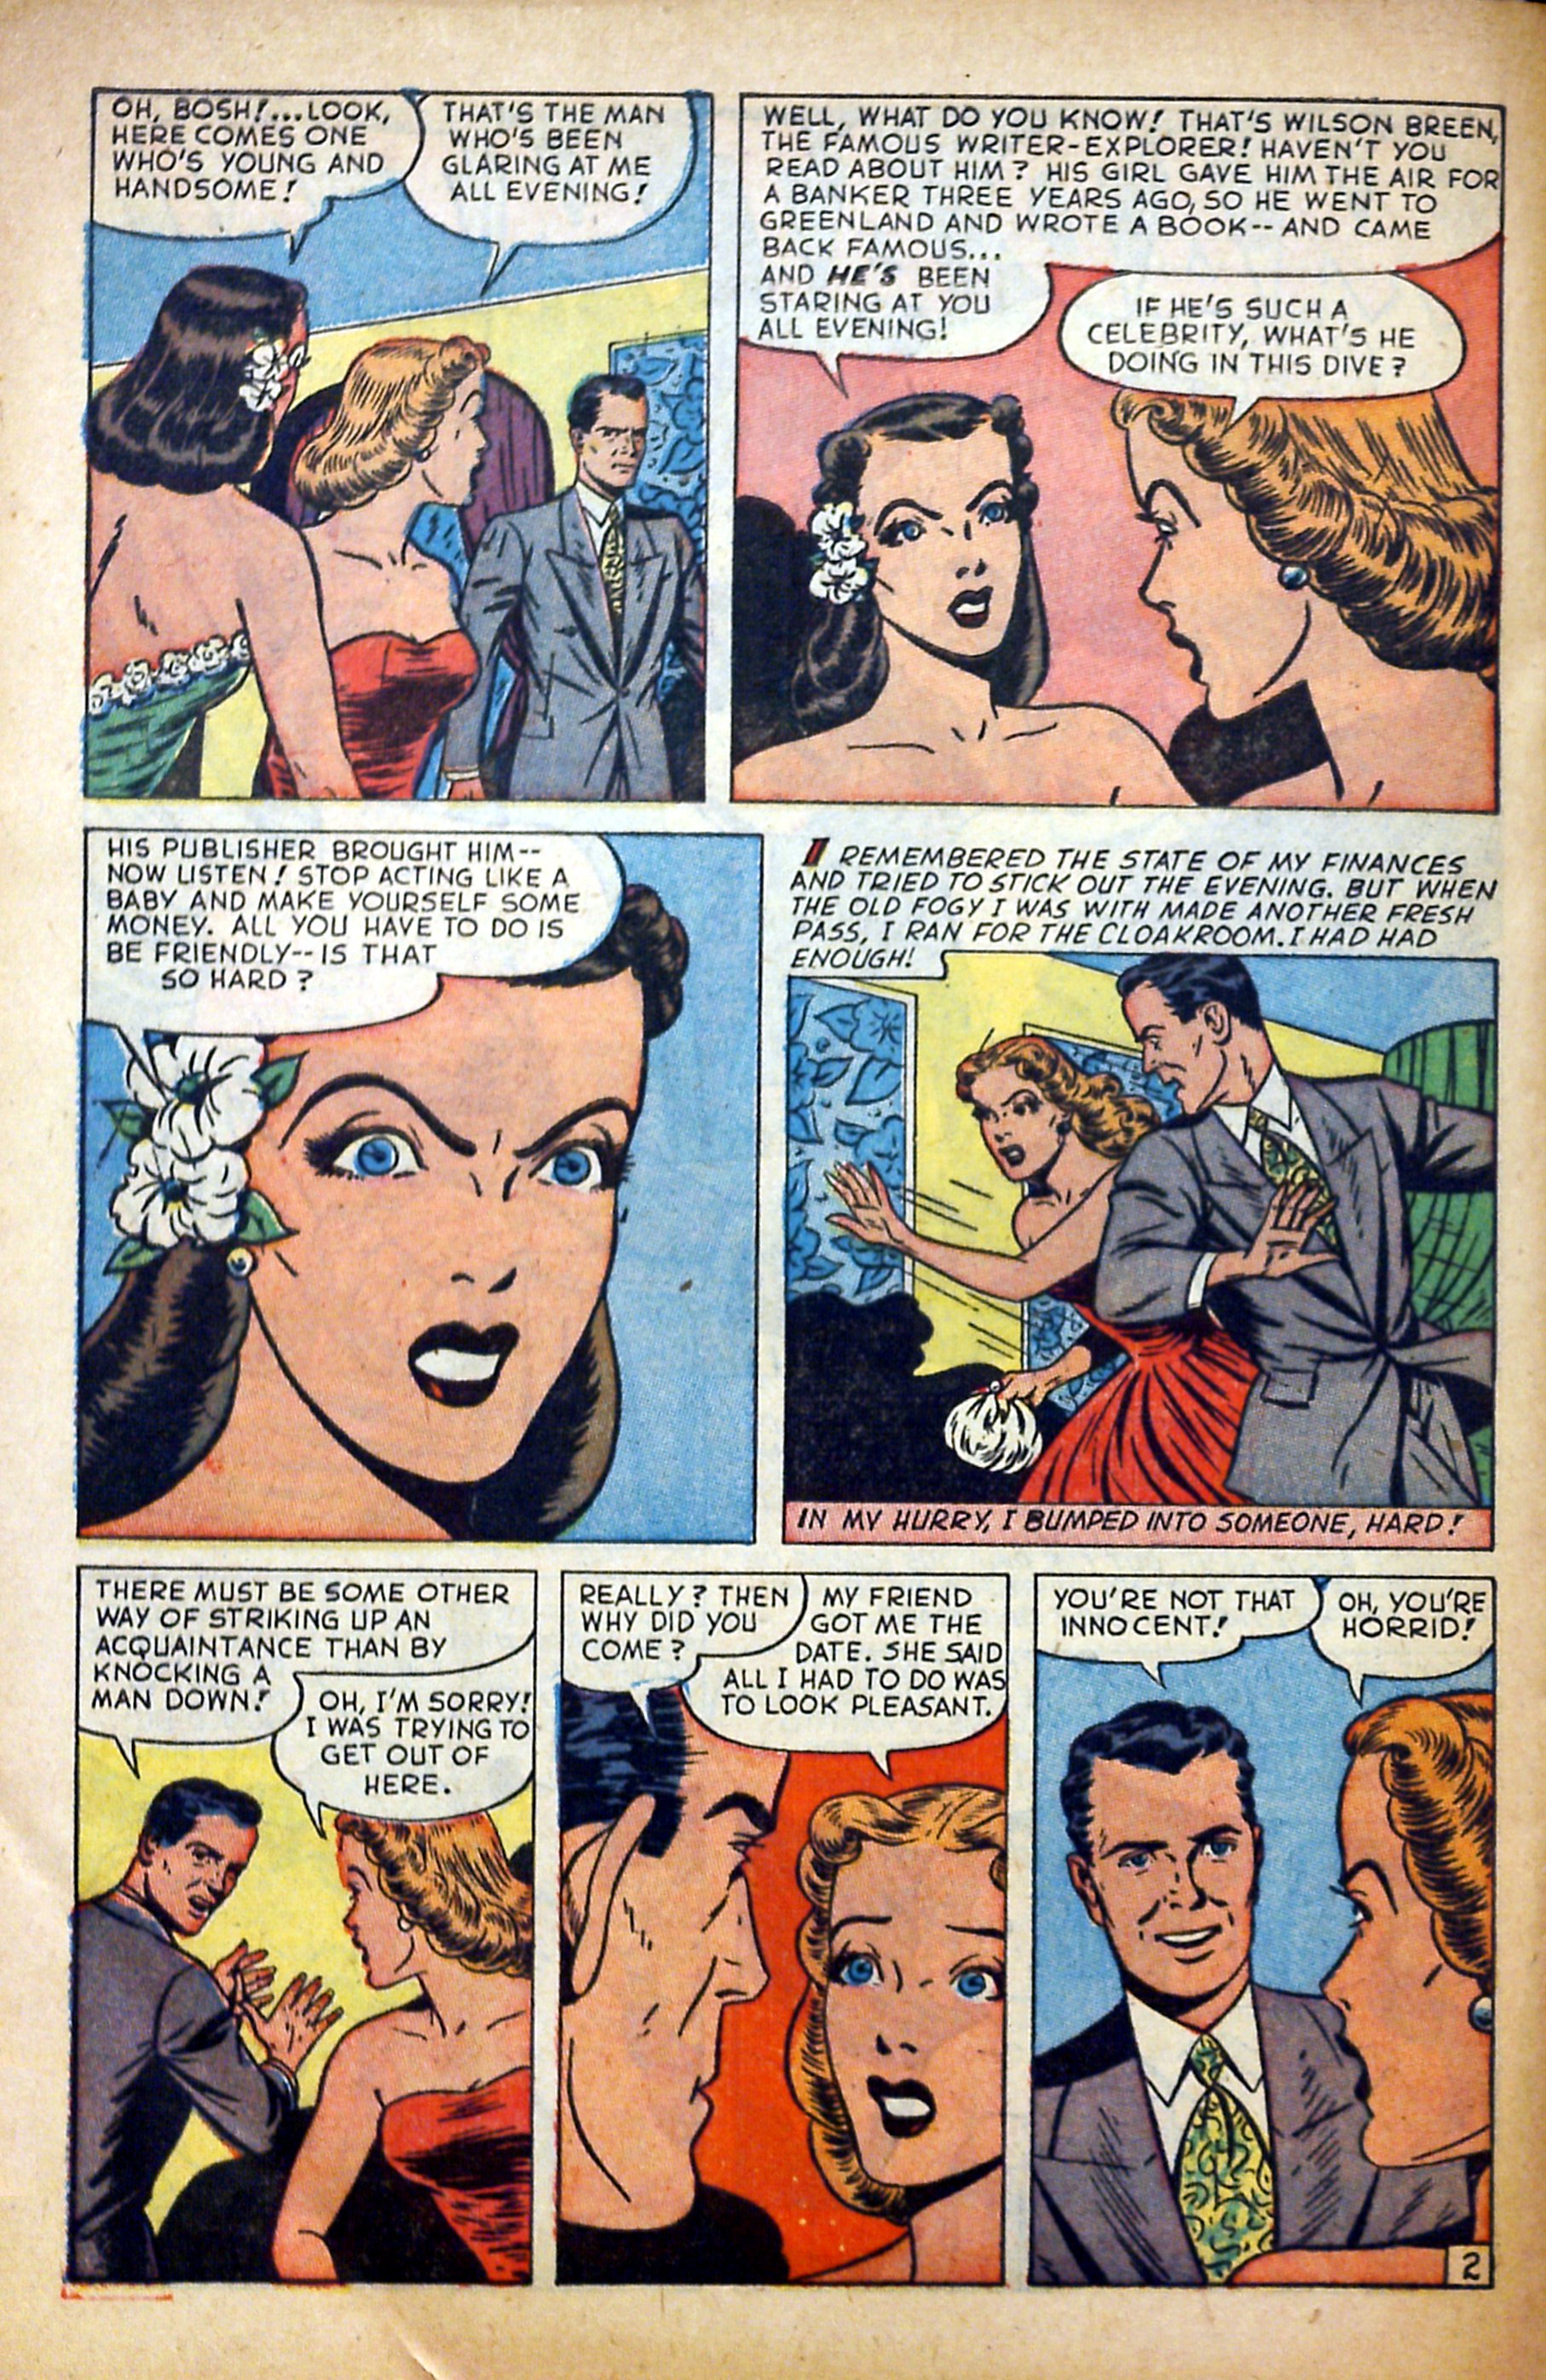 OH, BOSH!...LOOK,
HERE COMES ONE
WHO'S YOUNG AND
HANDSOME!
THAT'S THE MAN
WHO'S BEEN
GLARING AT ME
ALL EVENING!
WELL, WHAT DO YOU KNOW! THAT'S WILSON BREEN,
THE FAMOUS WRITER-EXPLORER! HAVEN'T YOU
READ ABOUT HIM? HIS GIRL GAVE HIM THE AIR FOR
A BANKER THREE YEARS AGO, SO HE WENT TO
GREENLAND AND WROTE A BOOK-- AND CAME
BACK FAMOUS...
AND HE'S BEEN
STARING AT YOU
ALL EVENING!
IF HE'S SUCH A
CELEBRITY, WHAT'S HE
DOING IN THIS DIVE?
HIS PUBLISHER BROUGHT HIM--
NOW LISTEN! STOP ACTING LIKE A
BABY AND MAKE YOURSELF SOME
MONEY. ALL YOU HAVE TO DO IS
BE FRIENDLY-- IS THAT
SO HARD?
I REMEMBERED THE STATE OF MY FINANCES
AND TRIED TO STICK OUT THE EVENING. BUT WHEN
THE OLD FOGY I WAS WITH MADE ANOTHER FRESH
PASS, I RAN FOR THE CLOAKROOM. I HAD HAD
ENOUGH!
IN MY HURRY, I BUMPED INTO SOMEONE, HARD!
THERE MUST BE SOME OTHER
WAY OF STRIKING UP AN
ACQUAINTANCE THAN BY
KNOCKING A
MAN DOWN!
OH, I'M SORRY!
I WAS TRYING TO
GET OUT OF
HERE.
REALLY? THEN
WHY DID YOU
COME?
MY FRIEND
GOT ME THE
DATE. SHE SAID
ALL I HAD TO DO WAS
TO LOOK PLEASANT.
YOU'RE NOT THAT
INNOCENT!
OH, YOU'RE
HORRID!
2